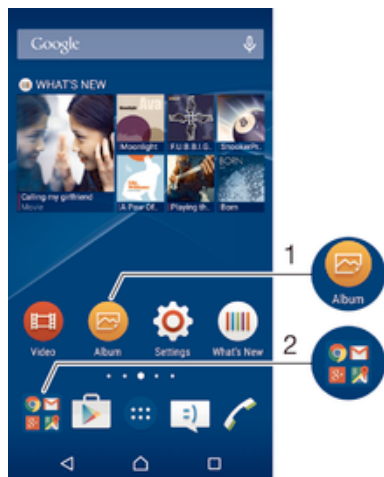 Google
WHAT'S NEW
Moonlight
F.U.B.B.I.G.
SnookerPr..
BORN
Calling my girlfriend
Movie
A Pair Of..
Playing th..
Born
1
Album
Video
Album
Settings
What's New
2